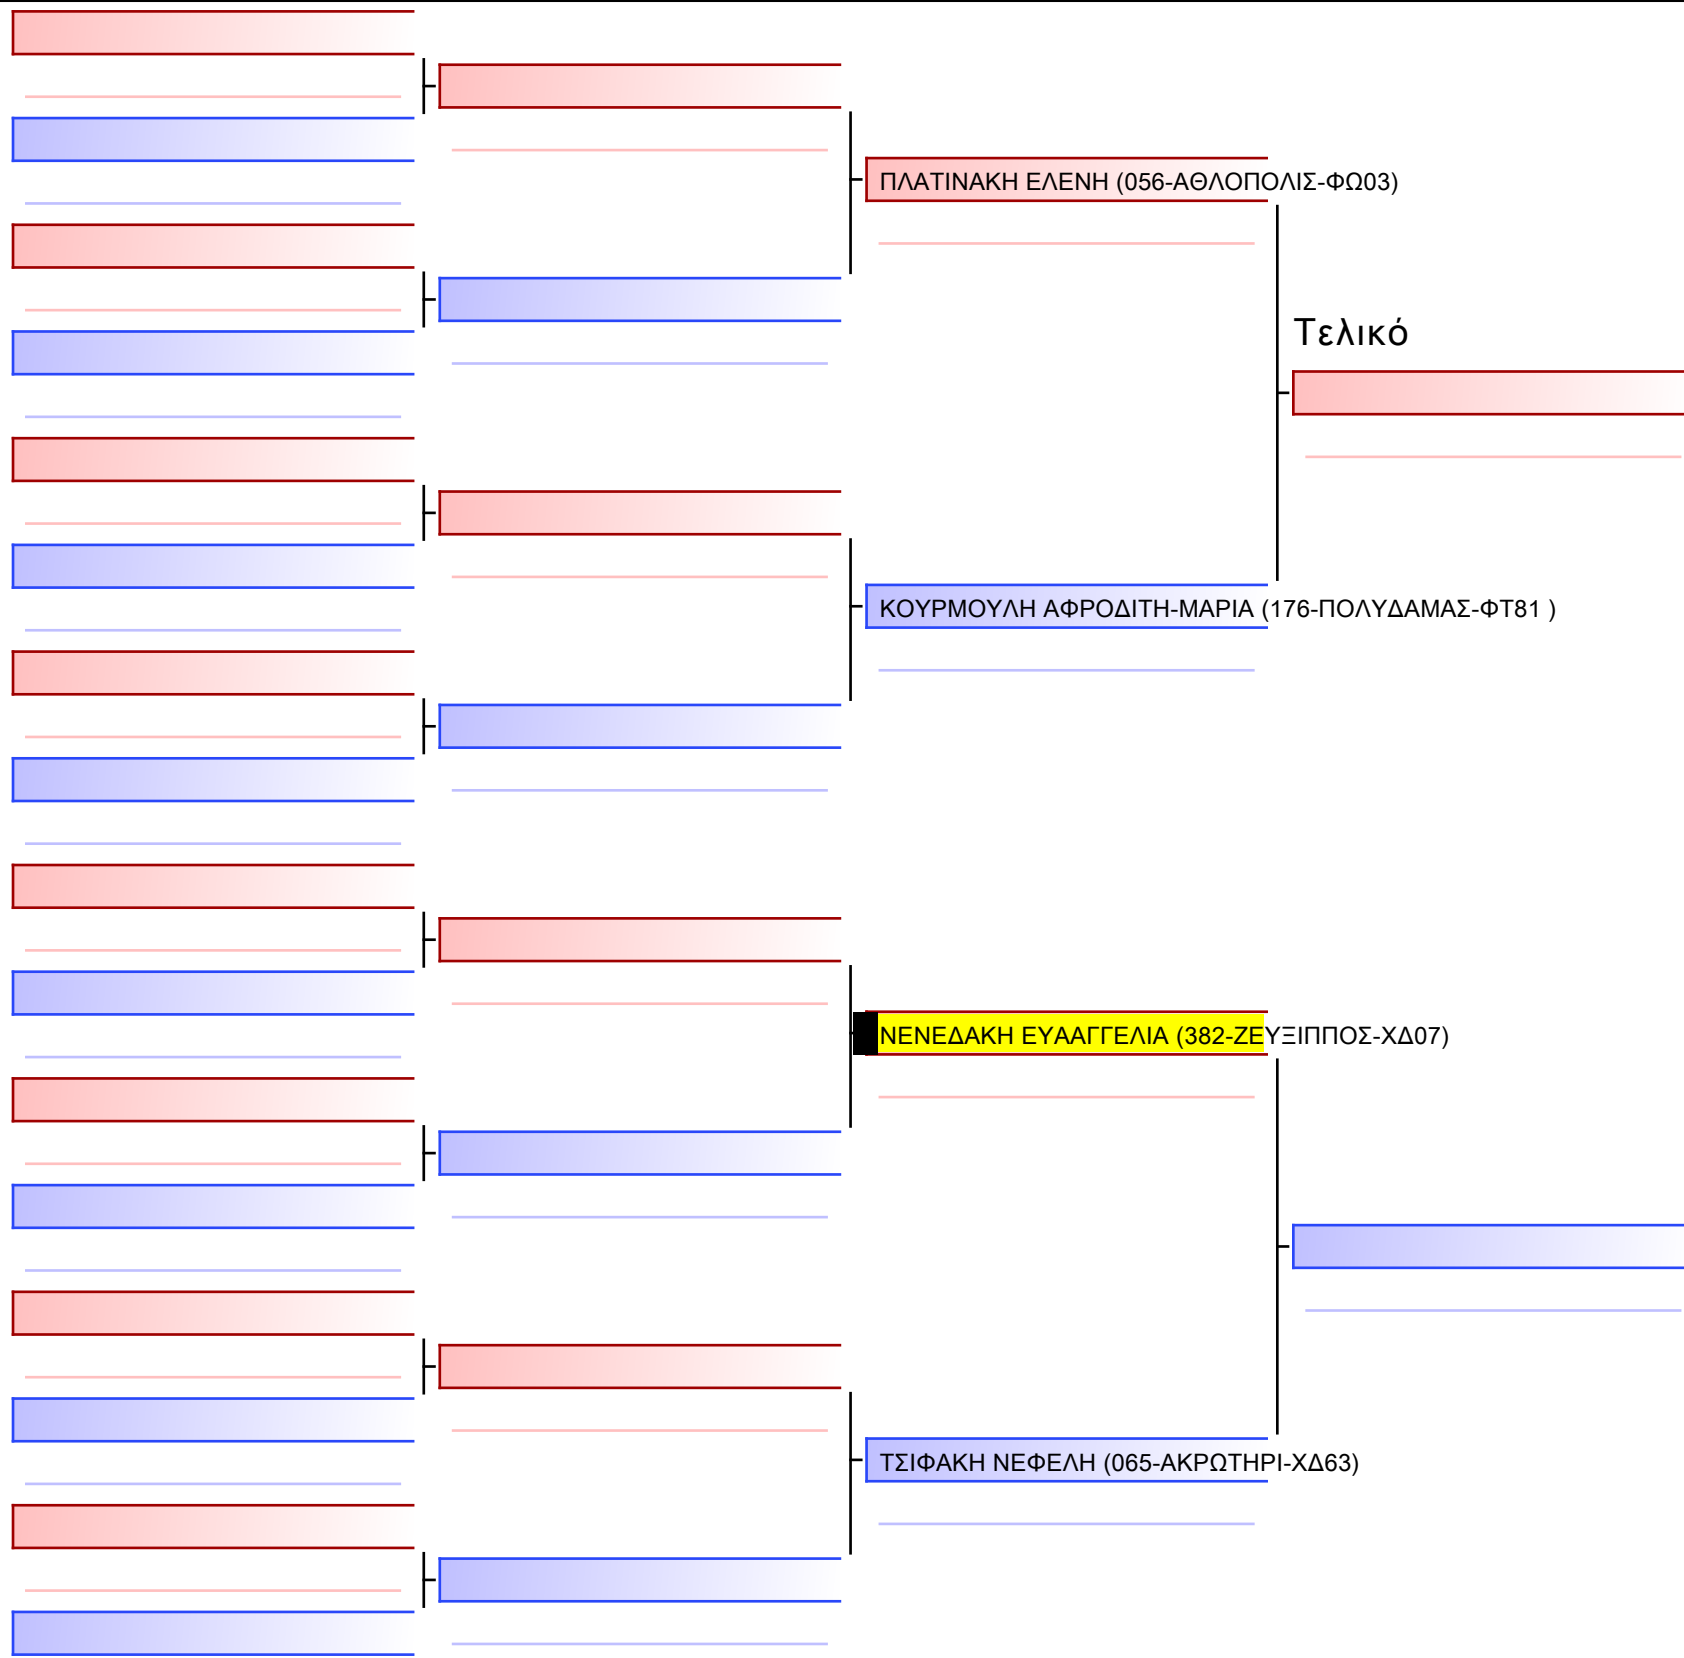 ΠΛΑΤΙΝΑΚΗ ΕΛΕΝΗ (056-ΑΘΛΟΠΟΛΙΣ-ΦΩ03)
Τελικό
ΚΟΥΡΜΟΥΛΗ ΑΦΡΟΔΙΤΗ-ΜΑΡΙΑ (176-ΠΟΛΥΔΑΜΑΣ-ΦΤ81 )
ΝΕΝΕΔΑΚΗ ΕΥΑΑΓΓΕΛΙΑ (382-ΖΕΥΞΙΠΠΟΣ-ΧΔ07)
ΤΣΙΦΑΚΗ ΝΕΦΕΛΗ (065-ΑΚΡΩΤΗΡΙ-ΧΔ63)